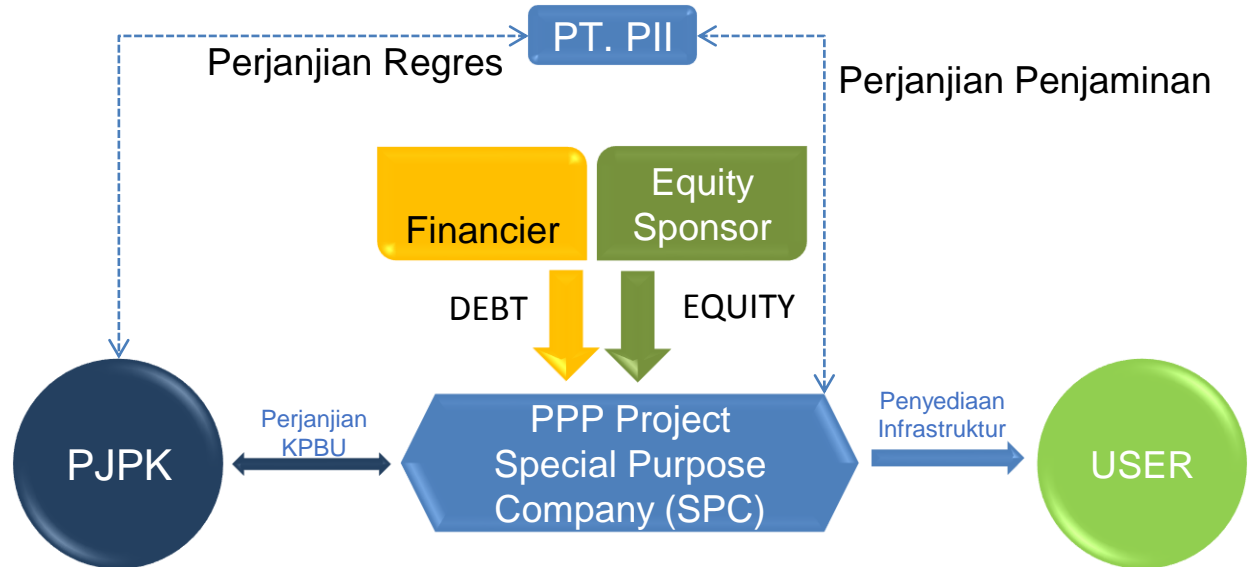 PT. PII
Perjanjian Regres
Perjanjian Penjaminan
Financier
Equity
Sponsor
DEBT
EQUITY
PJPK
Perjanjian
KPBU
PPP Project
Special Purpose
Company (SPC)
Penyediaan
Infrastruktur
USER